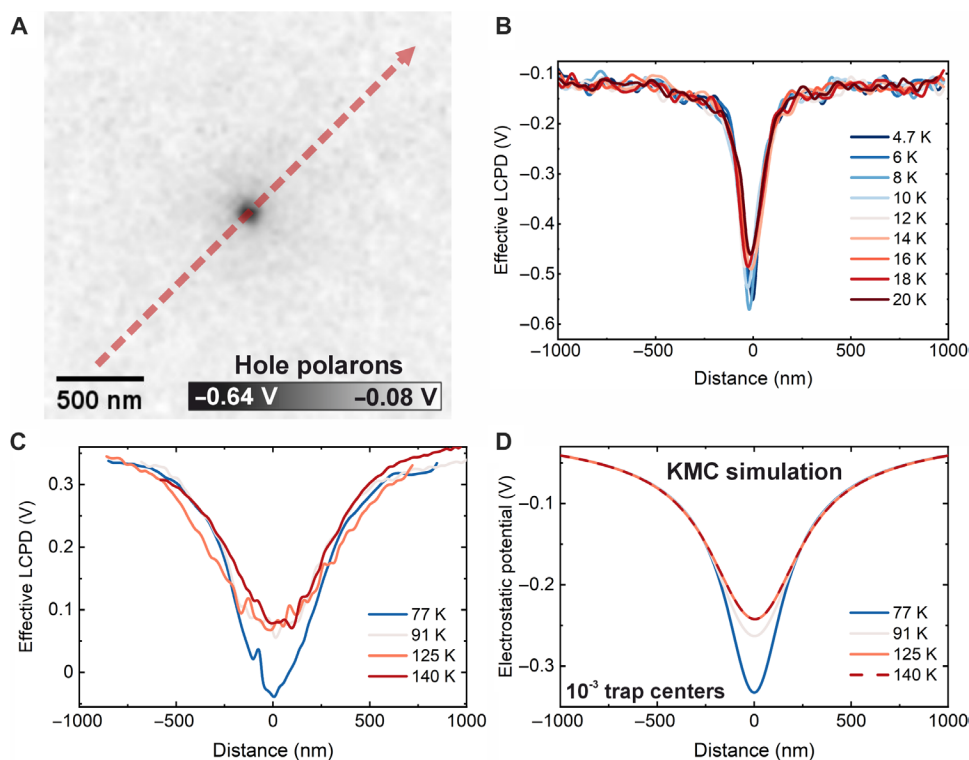 A
Hole polarons
500 nm
−0.64 V
−0.08 V
B
Effective LCPD (V)
−0.1
−0.2
−0.3
−0.4
−0.5
−0.6
4.7 K
6 K
8 K
10 K
12 K
14 K
16 K
18 K
20 K
−1000
−500
0
500
1000
Distance (nm)
C
Effective LCPD (V)
0.3
0.2
0.1
0
77 K
91 K
125 K
140 K
−1000
−500
0
500
1000
Distance (nm)
D
KMC simulation
Electrostatic potential (V)
−0.1
−0.2
−0.3
77 K
91 K
125 K
140 K
10⁻³ trap centers
−1000
−500
0
500
1000
Distance (nm)